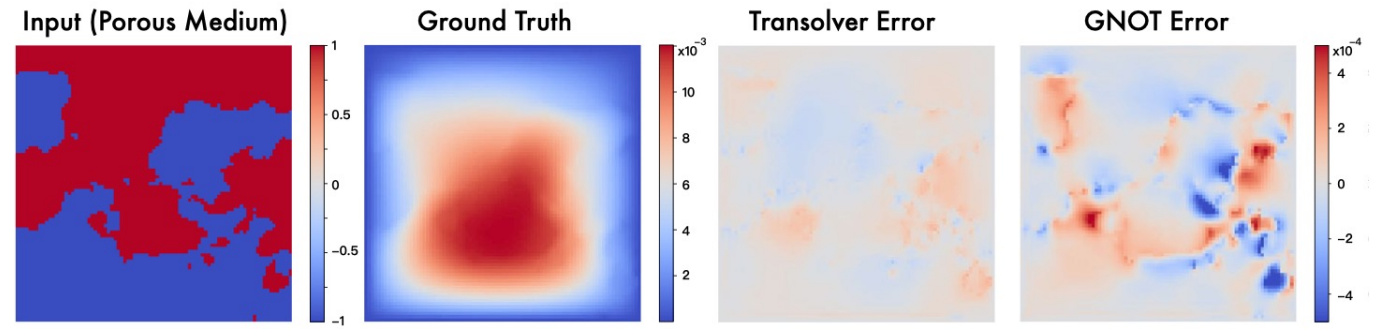 Input (Porous Medium)
Ground Truth
Transolver Error
GNOT Error
1
0.5
0
−0.5
−1
x10⁻³
10
8
6
4
2
x10⁻⁴
4
2
0
−2
−4